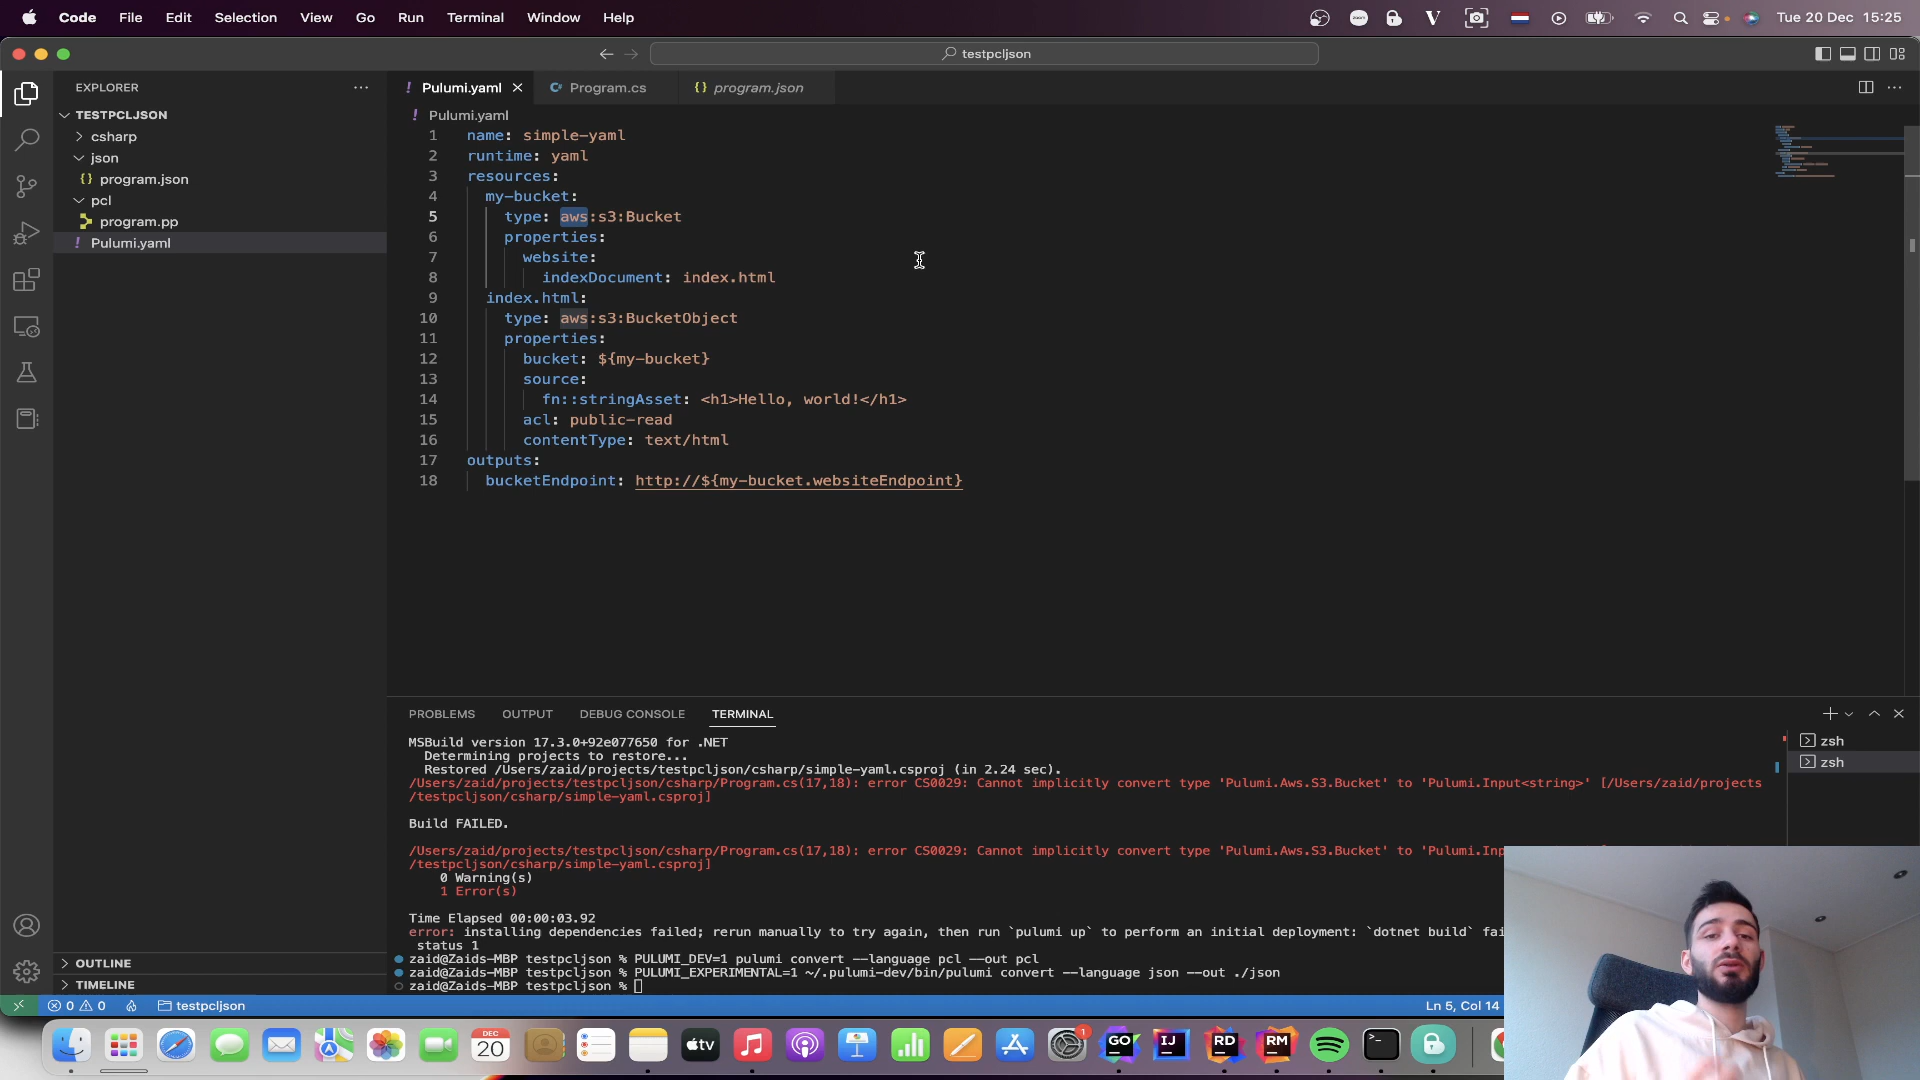 Code File Edit Selection View Go Run Terminal Window Help
zoom V Tue 20 Dec 15:25
testpcljson
EXPLORER
TESTPCLJSON
csharp
json
{} program.json
pcl
program.pp
! Pulumi.yaml
OUTLINE
TIMELINE
! Pulumi.yaml C# Program.cs {} program.json
! Pulumi.yaml
1 name: simple-yaml
2 runtime: yaml
3 resources:
4 my-bucket:
5 type: aws:s3:Bucket
6 properties:
7 website:
8 indexDocument: index.html
9 index.html:
10 type: aws:s3:BucketObject
11 properties:
12 bucket: ${my-bucket}
13 source:
14 fn::stringAsset: <h1>Hello, world!</h1>
15 acl: public-read
16 contentType: text/html
17 outputs:
18 bucketEndpoint: http://${my-bucket.websiteEndpoint}
PROBLEMS OUTPUT DEBUG CONSOLE TERMINAL
zsh
zsh
MSBuild version 17.3.0+92e077650 for .NET
Determining projects to restore...
Restored /Users/zaid/projects/testpcljson/csharp/simple-yaml.csproj (in 2.24 sec).
/Users/zaid/projects/testpcljson/csharp/Program.cs(17,18): error CS0029: Cannot implicitly convert type 'Pulumi.Aws.S3.Bucket' to 'Pulumi.Input<string>' [/Users/zaid/projects
/testpcljson/csharp/simple-yaml.csproj]
Build FAILED.
/Users/zaid/projects/testpcljson/csharp/Program.cs(17,18): error CS0029: Cannot implicitly convert type 'Pulumi.Aws.S3.Bucket' to 'Pulumi.Inp
/testpcljson/csharp/simple-yaml.csproj]
0 Warning(s)
1 Error(s)
Time Elapsed 00:00:03.92
error: installing dependencies failed; rerun manually to try again, then run `pulumi up` to perform an initial deployment: `dotnet build` fai
status 1
zaid@Zaids-MBP testpcljson % PULUMI_DEV=1 pulumi convert --language pcl --out pcl
zaid@Zaids-MBP testpcljson % PULUMI_EXPERIMENTAL=1 ~/.pulumi-dev/bin/pulumi convert --language json --out ./json
zaid@Zaids-MBP testpcljson %
0 0 testpcljson Ln 5, Col 14
DEC
20 tv 1 GO IJ RD RM